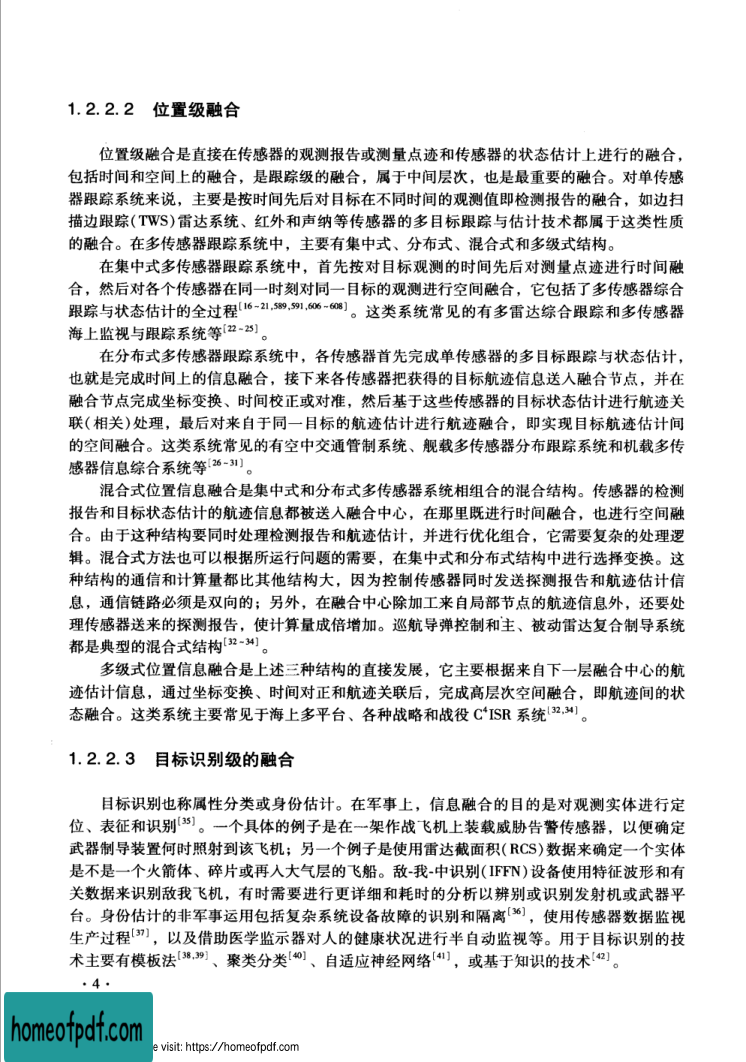 1.2.2.2 位置级融合
位置级融合是直接在传感器的观测报告或测量点迹和传感器的状态估计上进行的融合，
包括时间和空间上的融合，是跟踪级的融合，属于中间层次，也是最重要的融合。对单传感
器跟踪系统来说，主要是按时间先后对目标在不同时间的观测值即检测报告的融合，如边扫
描边跟踪(TWS)雷达系统、红外和声纳等传感器的多目标跟踪与估计技术都属于这类性质
的融合。在多传感器跟踪系统中，主要有集中式、分布式、混合式和多级式结构。
在集中式多传感器跟踪系统中，首先按对目标观测的时间先后对测量点迹进行时间融
合，然后对各个传感器在同一时刻对同一目标的观测进行空间融合，它包括了多传感器综合
跟踪与状态估计的全过程[16~21,589,591,606~608]。这类系统常见的有多雷达综合跟踪和多传感器
海上监视与跟踪系统等[22~25]。
在分布式多传感器跟踪系统中，各传感器首先完成单传感器的多目标跟踪与状态估计，
也就是完成时间上的信息融合，接下来各传感器把获得的目标航迹信息送入融合节点，并在
融合节点完成坐标变换、时间校正或对准，然后基于这些传感器的目标状态估计进行航迹关
联(相关)处理，最后对来自于同一目标的航迹估计进行航迹融合，即实现目标航迹估计间
的空间融合。这类系统常见的有空中交通管制系统、舰载多传感器分布跟踪系统和机载多传
感器信息综合系统等[26~31]。
混合式位置信息融合是集中式和分布式多传感器系统相组合的混合结构。传感器的检测
报告和目标状态估计的航迹信息都被送入融合中心，在那里既进行时间融合，也进行空间融
合。由于这种结构要同时处理检测报告和航迹估计，并进行优化组合，它需要复杂的处理逻
辑。混合式方法也可以根据所运行问题的需要，在集中式和分布式结构中进行选择变换。这
种结构的通信和计算量都比其他结构大，因为控制传感器同时发送探测报告和航迹估计信
息，通信链路必须是双向的；另外，在融合中心除加工来自局部节点的航迹信息外，还要处
理传感器送来的探测报告，使计算量成倍增加。巡航导弹控制和主、被动雷达复合制导系统
都是典型的混合式结构[32~34]。
多级式位置信息融合是上述三种结构的直接发展，它主要根据来自下一层融合中心的航
迹估计信息，通过坐标变换、时间对正和航迹关联后，完成高层次空间融合，即航迹间的状
态融合。这类系统主要常见于海上多平台、各种战略和战役 C⁴ISR 系统[32,34]。
1.2.2.3 目标识别级的融合
目标识别也称属性分类或身份估计。在军事上，信息融合的目的是对观测实体进行定
位、表征和识别[35]。一个具体的例子是在一架作战飞机上装载威胁告警传感器，以便确定
武器制导装置何时照射到该飞机；另一个例子是使用雷达截面积(RCS)数据来确定一个实体
是不是一个火箭体、碎片或再入大气层的飞船。敌-我-中识别(IFFN)设备使用特征波形和有
关数据来识别敌我飞机，有时需要进行更详细和耗时的分析以辨别或识别发射机或武器平
台。身份估计的非军事运用包括复杂系统设备故障的识别和隔离[36]，使用传感器数据监视
生产过程[37]，以及借助医学监示器对人的健康状况进行半自动监视等。用于目标识别的技
术主要有模板法[38,39]、聚类分类[40]、自适应神经网络[41]，或基于知识的技术[42]。
·4·
homeofpdf.com
e visit: https://homeofpdf.com